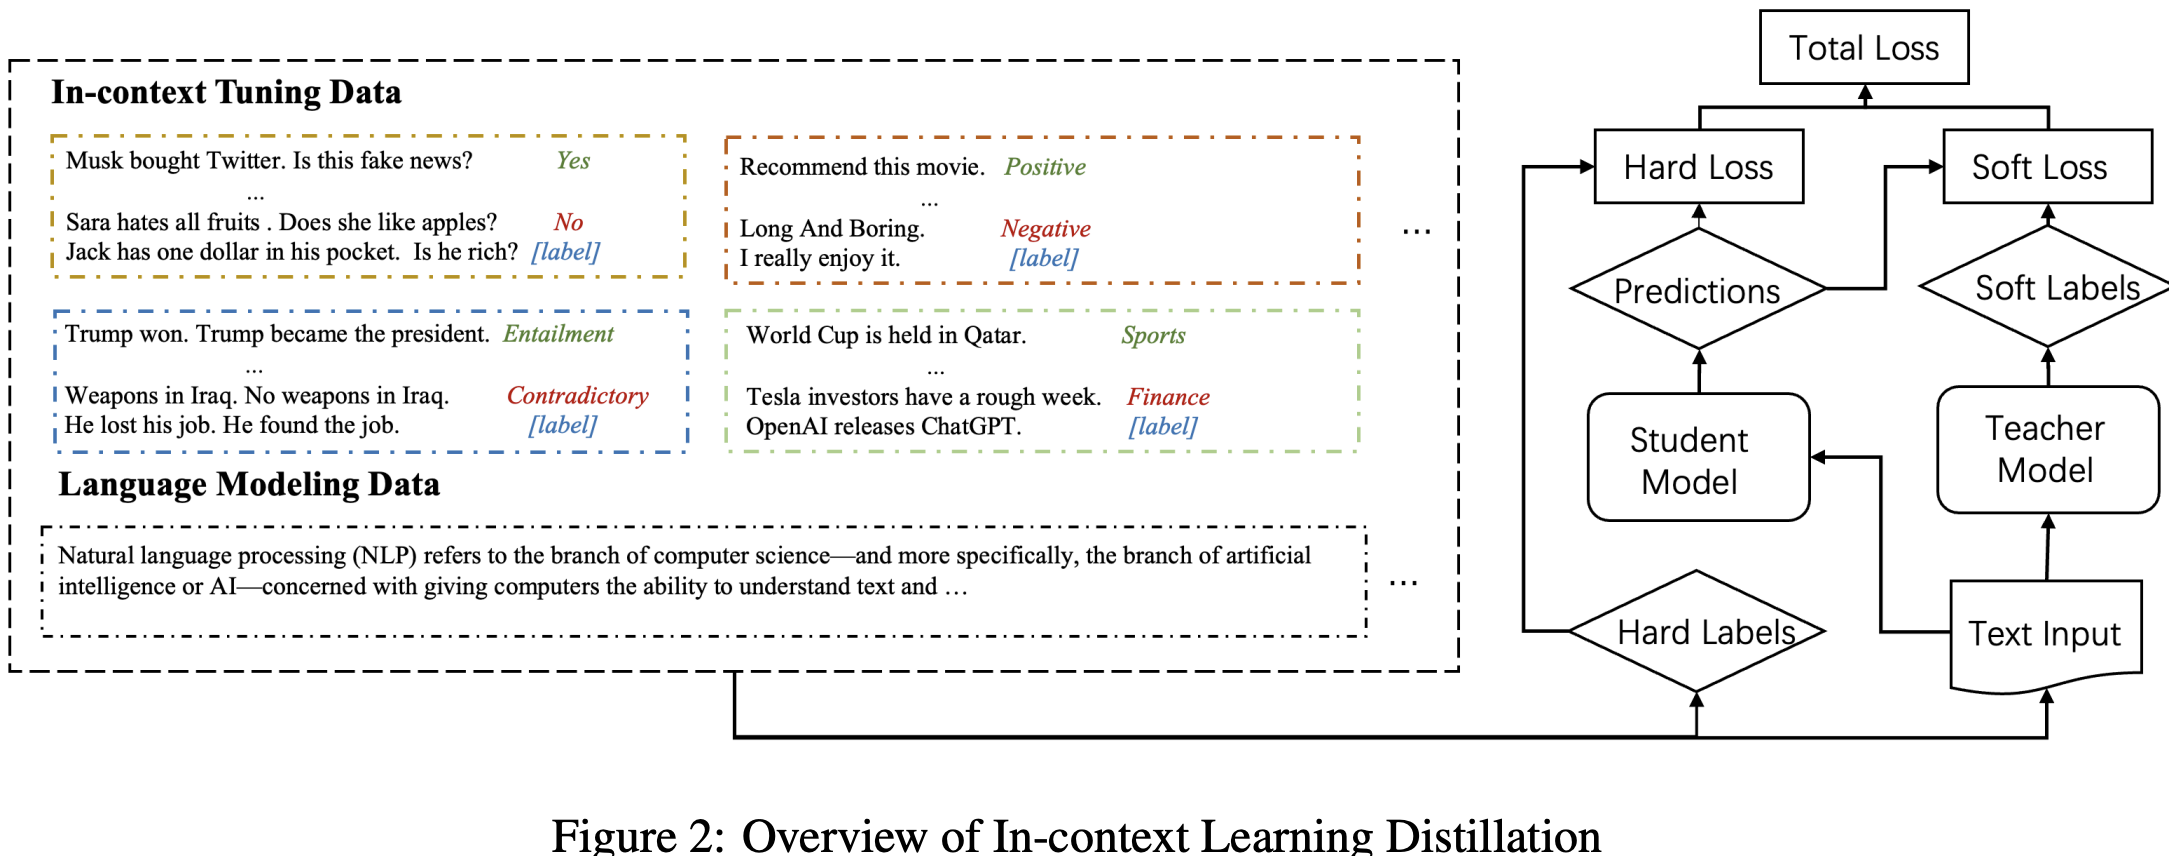 In-context Tuning Data
Musk bought Twitter. Is this fake news? Yes
...
Sara hates all fruits . Does she like apples? No
Jack has one dollar in his pocket. Is he rich? [label]
Recommend this movie. Positive
...
Long And Boring. Negative
I really enjoy it. [label]
...
Trump won. Trump became the president. Entailment
...
Weapons in Iraq. No weapons in Iraq. Contradictory
He lost his job. He found the job. [label]
World Cup is held in Qatar. Sports
...
Tesla investors have a rough week. Finance
OpenAI releases ChatGPT. [label]
Language Modeling Data
Natural language processing (NLP) refers to the branch of computer science—and more specifically, the branch of artificial
intelligence or AI—concerned with giving computers the ability to understand text and …
...
Total Loss
Hard Loss
Soft Loss
Predictions
Soft Labels
Student
Model
Teacher
Model
Hard Labels
Text Input
Figure 2: Overview of In-context Learning Distillation